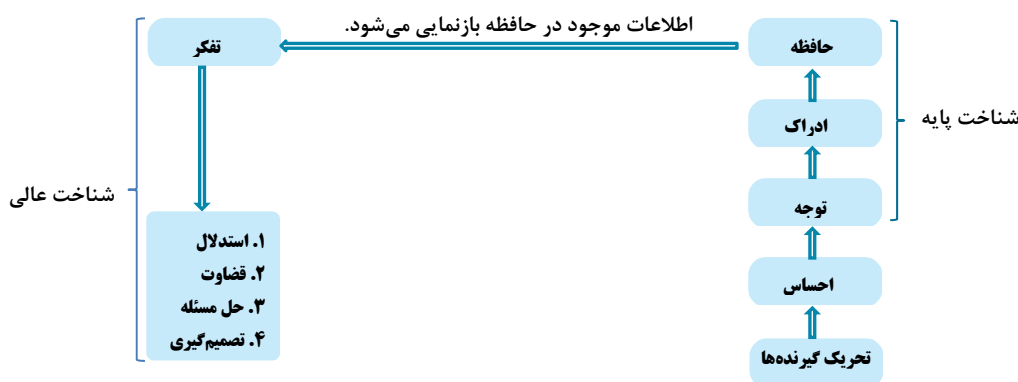 اطلاعات موجود در حافظه بازنمایی می‌شود.
حافظه
تفکر
شناخت پایه
ادراک
توجه
شناخت عالی
۱. استدلال
۲. قضاوت
۳. حل مسئله
۴. تصمیم‌گیری
احساس
تحریک گیرنده‌ها